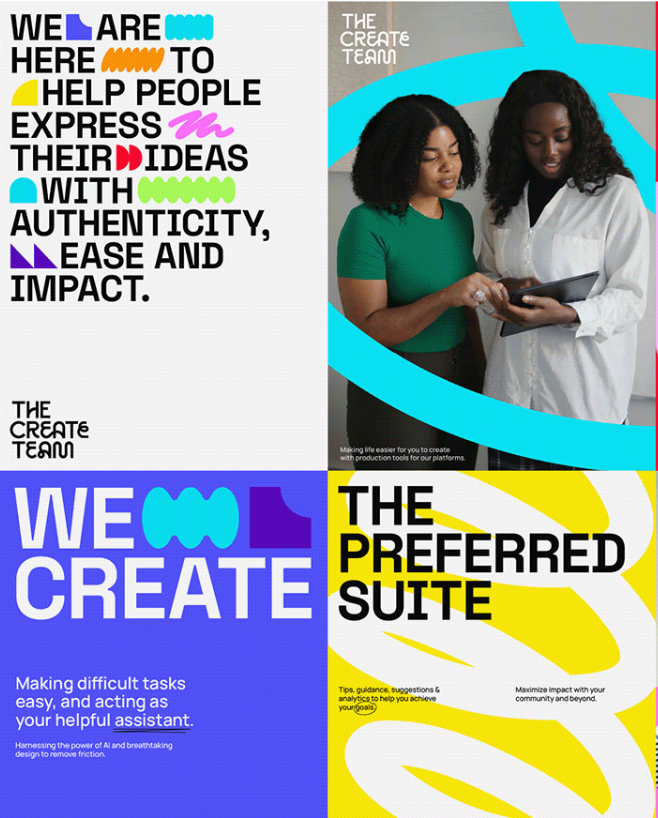 WE ARE
HERE TO
HELP PEOPLE
EXPRESS
THEIR IDEAS
WITH
AUTHENTICITY,
EASE AND
IMPACT.
THE
CREATE
TEAM
THE
CREATE
TEAM
Making life easier for you to create
with production tools for our platforms.
WE
CREATE
Making difficult tasks
easy, and acting as
your helpful assistant.
Harnessing the power of AI and breathtaking
design to remove friction.
THE
PREFERRED
SUITE
Tips, guidance, suggestions &
analytics to help you achieve
your goals.
Maximize impact with your
community and beyond.